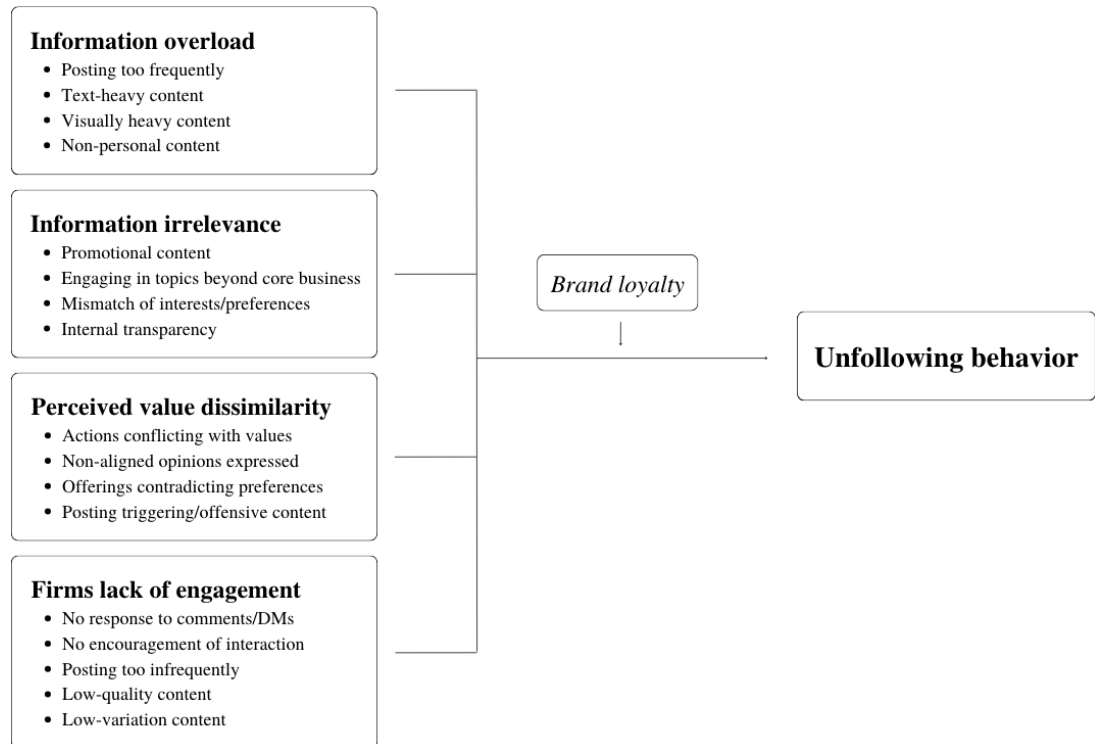 Information overload
• Posting too frequently
• Text-heavy content
• Visually heavy content
• Non-personal content
Information irrelevance
• Promotional content
• Engaging in topics beyond core business
• Mismatch of interests/preferences
• Internal transparency
Perceived value dissimilarity
• Actions conflicting with values
• Non-aligned opinions expressed
• Offerings contradicting preferences
• Posting triggering/offensive content
Firms lack of engagement
• No response to comments/DMs
• No encouragement of interaction
• Posting too infrequently
• Low-quality content
• Low-variation content
Brand loyalty
Unfollowing behavior